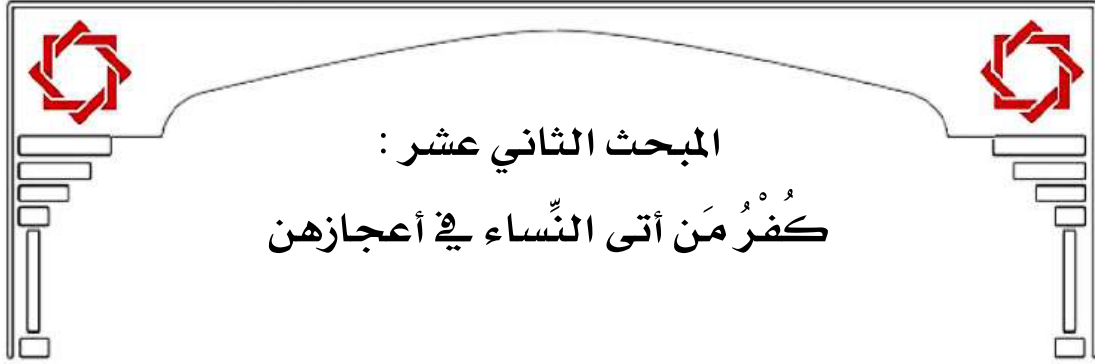 المبحث الثاني عشر :
كُفْرُ مَن أتى النِّساء في أعجازهن